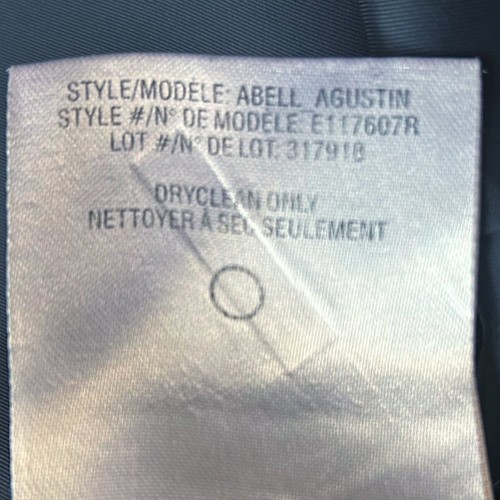 STYLE/MODÈLE: ABELL AGUSTIN
STYLE #/N° DE MODÈLE: E117607R
LOT #/N° DE LOT: 317918
DRYCLEAN ONLY
NETTOYER À SEC SEULEMENT